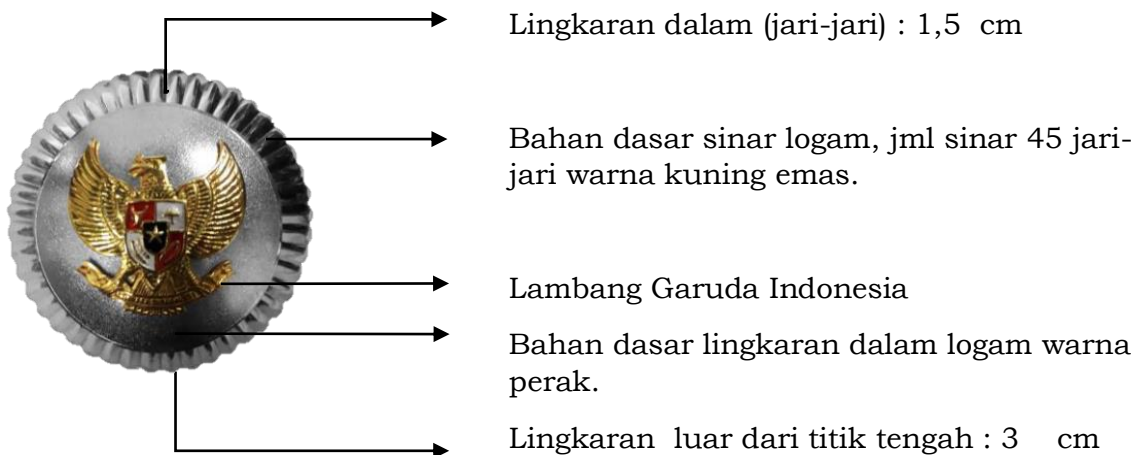 Lingkaran dalam (jari-jari) : 1,5 cm
Bahan dasar sinar logam, jml sinar 45 jari-
jari warna kuning emas.
Lambang Garuda Indonesia
Bahan dasar lingkaran dalam logam warna
perak.
Lingkaran luar dari titik tengah : 3 cm